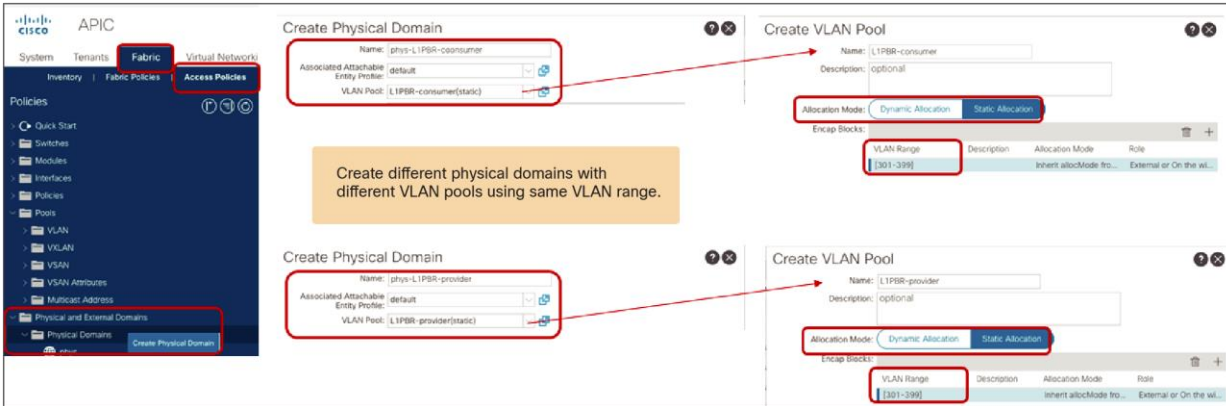 CISCO
APIC
System Tenants Fabric Virtual Networki
Inventory | Fabric Policies | Access Policies
Policies
Quick Start
Switches
Modules
Interfaces
Policies
Pools
VLAN
VXLAN
VSAN
VSAN Attributes
Multicast Address
Physical and External Domains
Physical Domains
Create Physical Domain
phys
Create Physical Domain
Name: phys-L1PBR-coonsumer
Associated Attachable
Entity Profile: default
VLAN Pool: L1PBR-consumer(static)
Create VLAN Pool
Name: L1PBR-consumer
Description: optional
Allocation Mode: Dynamic Allocation Static Allocation
Encap Blocks:
VLAN Range Description Allocation Mode Role
[301-399] Inherit allocMode fro... External or On the wi...
Create different physical domains with
different VLAN pools using same VLAN range.
Create Physical Domain
Name: phys-L1PBR-provider
Associated Attachable
Entity Profile: default
VLAN Pool: L1PBR-provider(static)
Create VLAN Pool
Name: L1PBR-provider
Description: optional
Allocation Mode: Dynamic Allocation Static Allocation
Encap Blocks:
VLAN Range Description Allocation Mode Role
[301-399] Inherit allocMode fro... External or On the wi...